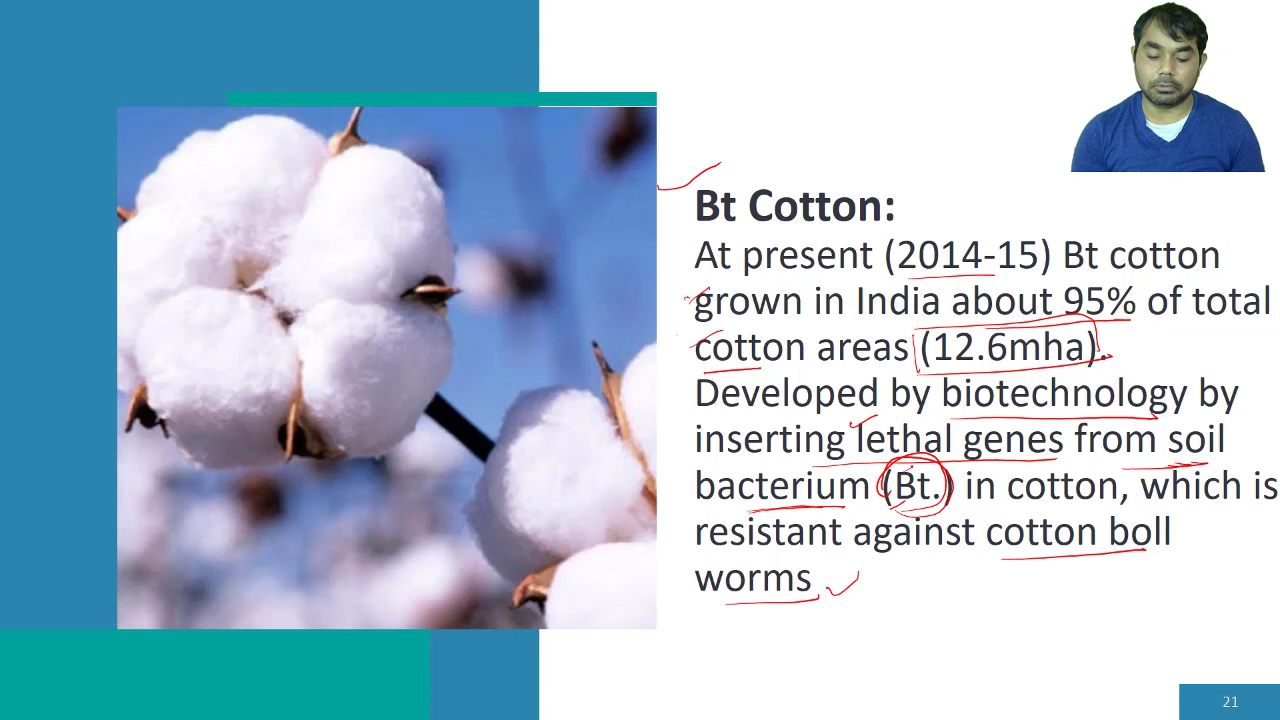 Bt Cotton:
At present (2014-15) Bt cotton
grown in India about 95% of total
cotton areas (12.6mha).
Developed by biotechnology by
inserting lethal genes from soil
bacterium (Bt.) in cotton, which is
resistant against cotton boll
worms
21